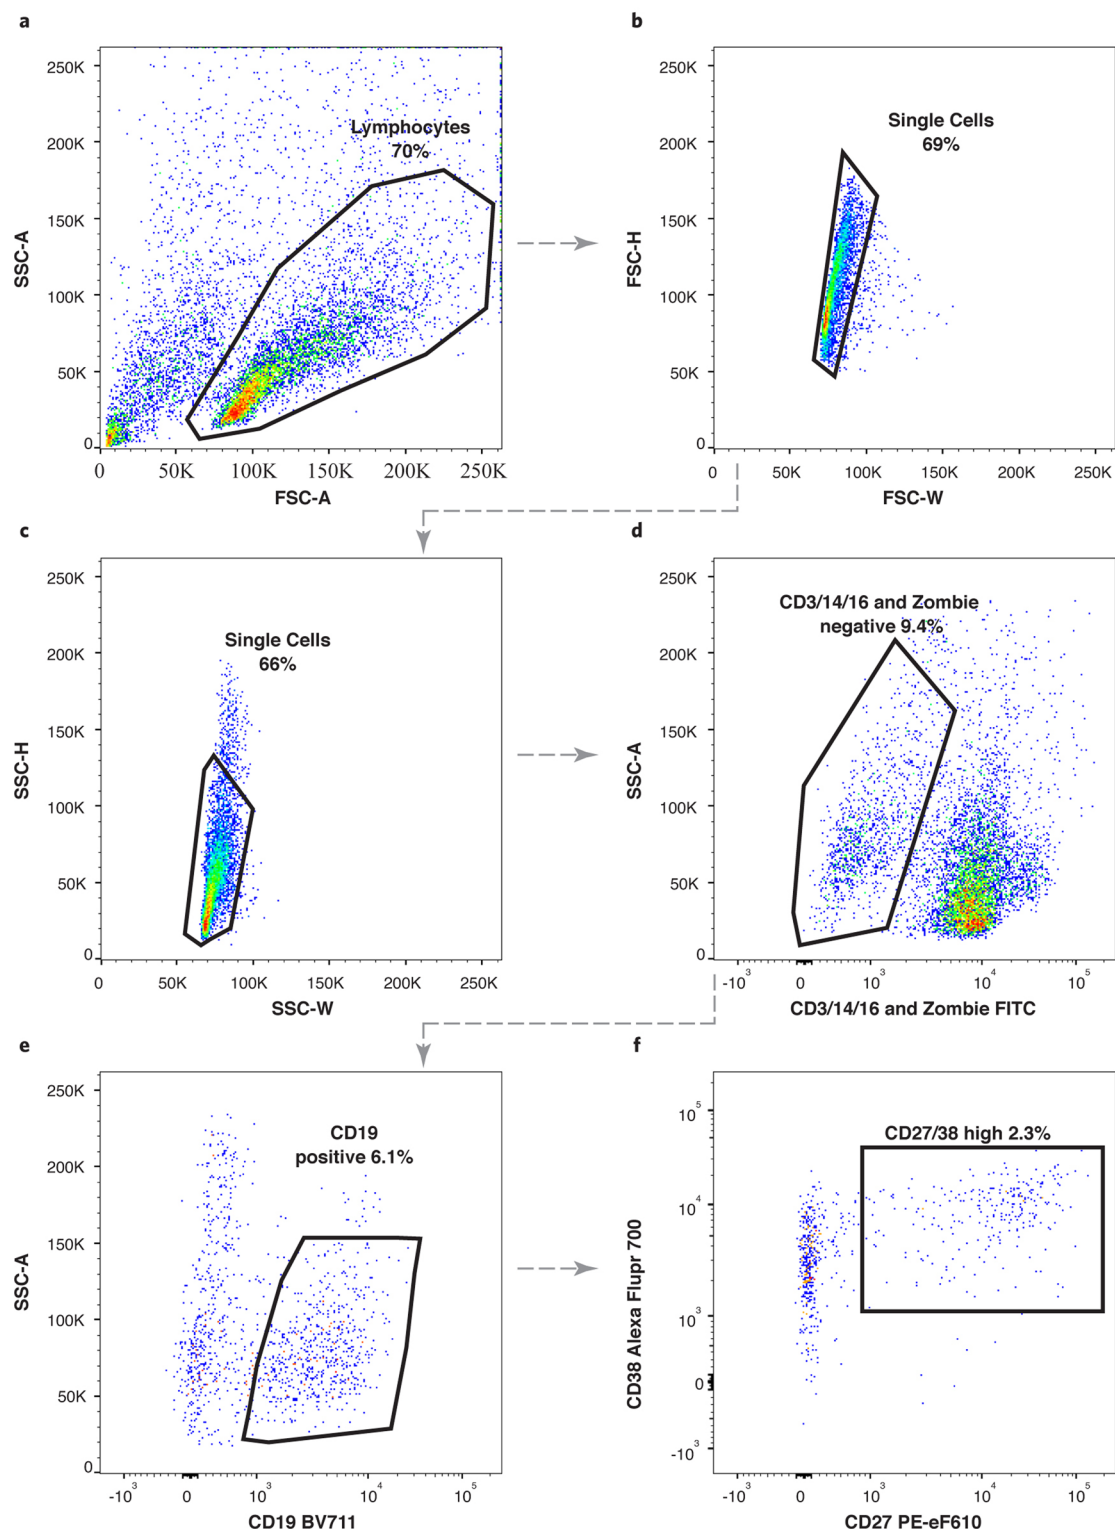 a
Lymphocytes
70%
250K
200K
150K
100K
50K
0
SSC-A
0 50K 100K 150K 200K 250K
FSC-A
b
Single Cells
69%
250K
200K
150K
100K
50K
0
FSC-H
0 50K 100K 150K 200K 250K
FSC-W
c
Single Cells
66%
250K
200K
150K
100K
50K
0
SSC-H
0 50K 100K 150K 200K 250K
SSC-W
d
CD3/14/16 and Zombie
negative 9.4%
250K
200K
150K
100K
50K
0
SSC-A
-10³ 0 10³ 10⁴ 10⁵
CD3/14/16 and Zombie FITC
e
CD19
positive 6.1%
250K
200K
150K
100K
50K
0
SSC-A
-10³ 0 10³ 10⁴ 10⁵
CD19 BV711
f
CD27/38 high 2.3%
10⁵
10⁴
10³
0
-10³
CD38 Alexa Flupr 700
-10³ 0 10³ 10⁴ 10⁵
CD27 PE-eF610